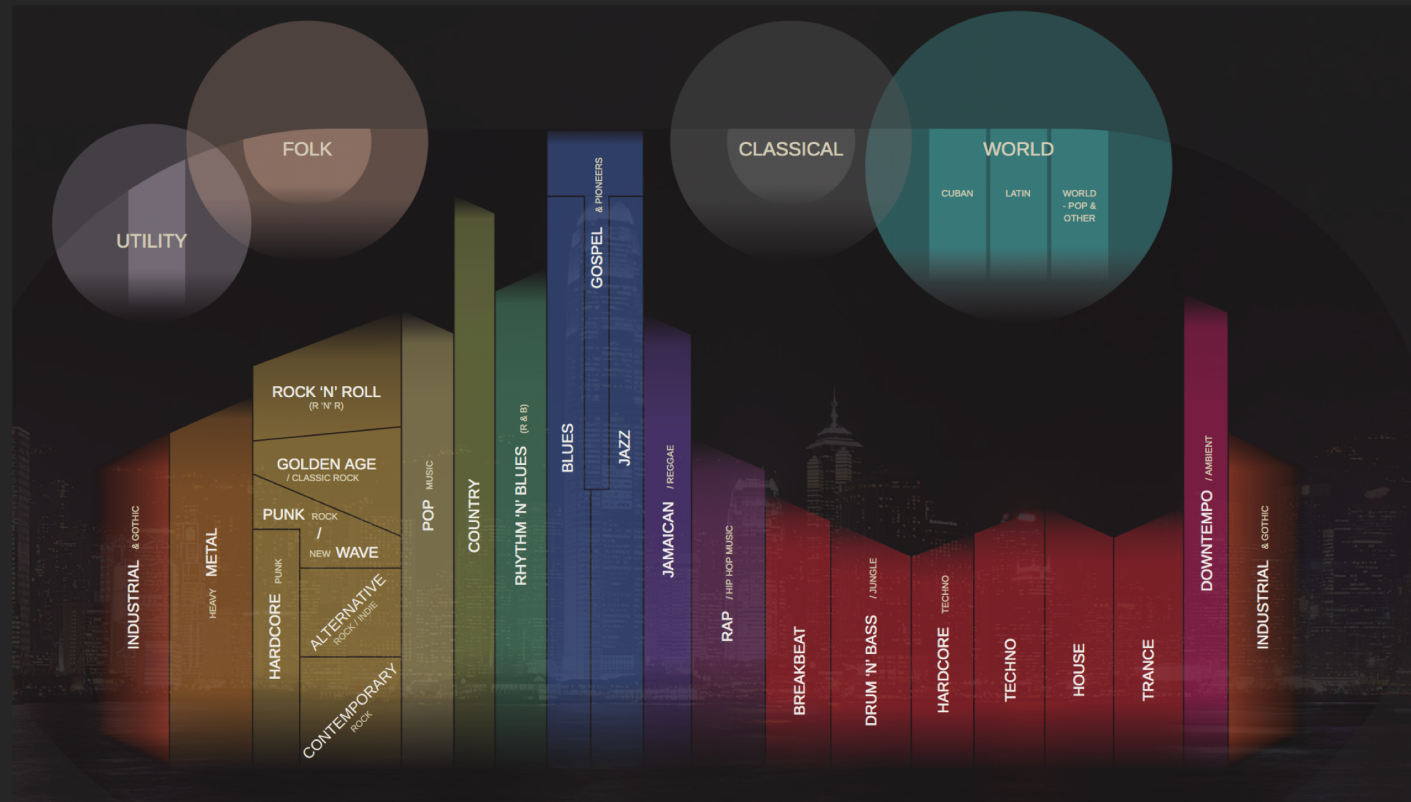 FOLK
CLASSICAL
WORLD
CUBAN
LATIN
WORLD
- POP &
OTHER
UTILITY
INDUSTRIAL & GOTHIC
HEAVY METAL
ROCK 'N' ROLL
(R 'N' R)
GOLDEN AGE
/ CLASSIC ROCK
PUNK ROCK
/
NEW WAVE
HARDCORE PUNK
ALTERNATIVE
ROCK / INDIE
CONTEMPORARY
ROCK
POP MUSIC
COUNTRY
RHYTHM 'N' BLUES (R & B)
BLUES
GOSPEL & PIONEERS
JAZZ
JAMAICAN / REGGAE
RAP / HIP HOP MUSIC
BREAKBEAT
DRUM 'N' BASS / JUNGLE
HARDCORE TECHNO
TECHNO
HOUSE
TRANCE
DOWNTEMPO / AMBIENT
INDUSTRIAL & GOTHIC